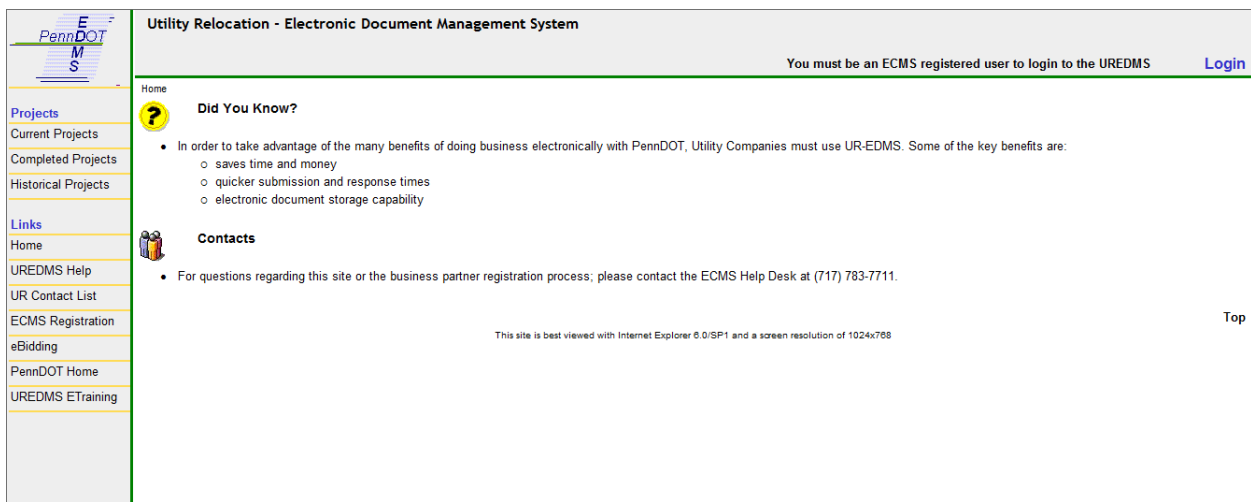 E
PennDOT
M
S
Utility Relocation - Electronic Document Management System
You must be an ECMS registered user to login to the UREDMS Login
Projects
Current Projects
Completed Projects
Historical Projects
Links
Home
UREDMS Help
UR Contact List
ECMS Registration
eBidding
PennDOT Home
UREDMS ETraining
Home
? Did You Know?
• In order to take advantage of the many benefits of doing business electronically with PennDOT, Utility Companies must use UR-EDMS. Some of the key benefits are:
o saves time and money
o quicker submission and response times
o electronic document storage capability
Contacts
• For questions regarding this site or the business partner registration process; please contact the ECMS Help Desk at (717) 783-7711.
Top
This site is best viewed with Internet Explorer 6.0/SP1 and a screen resolution of 1024x768